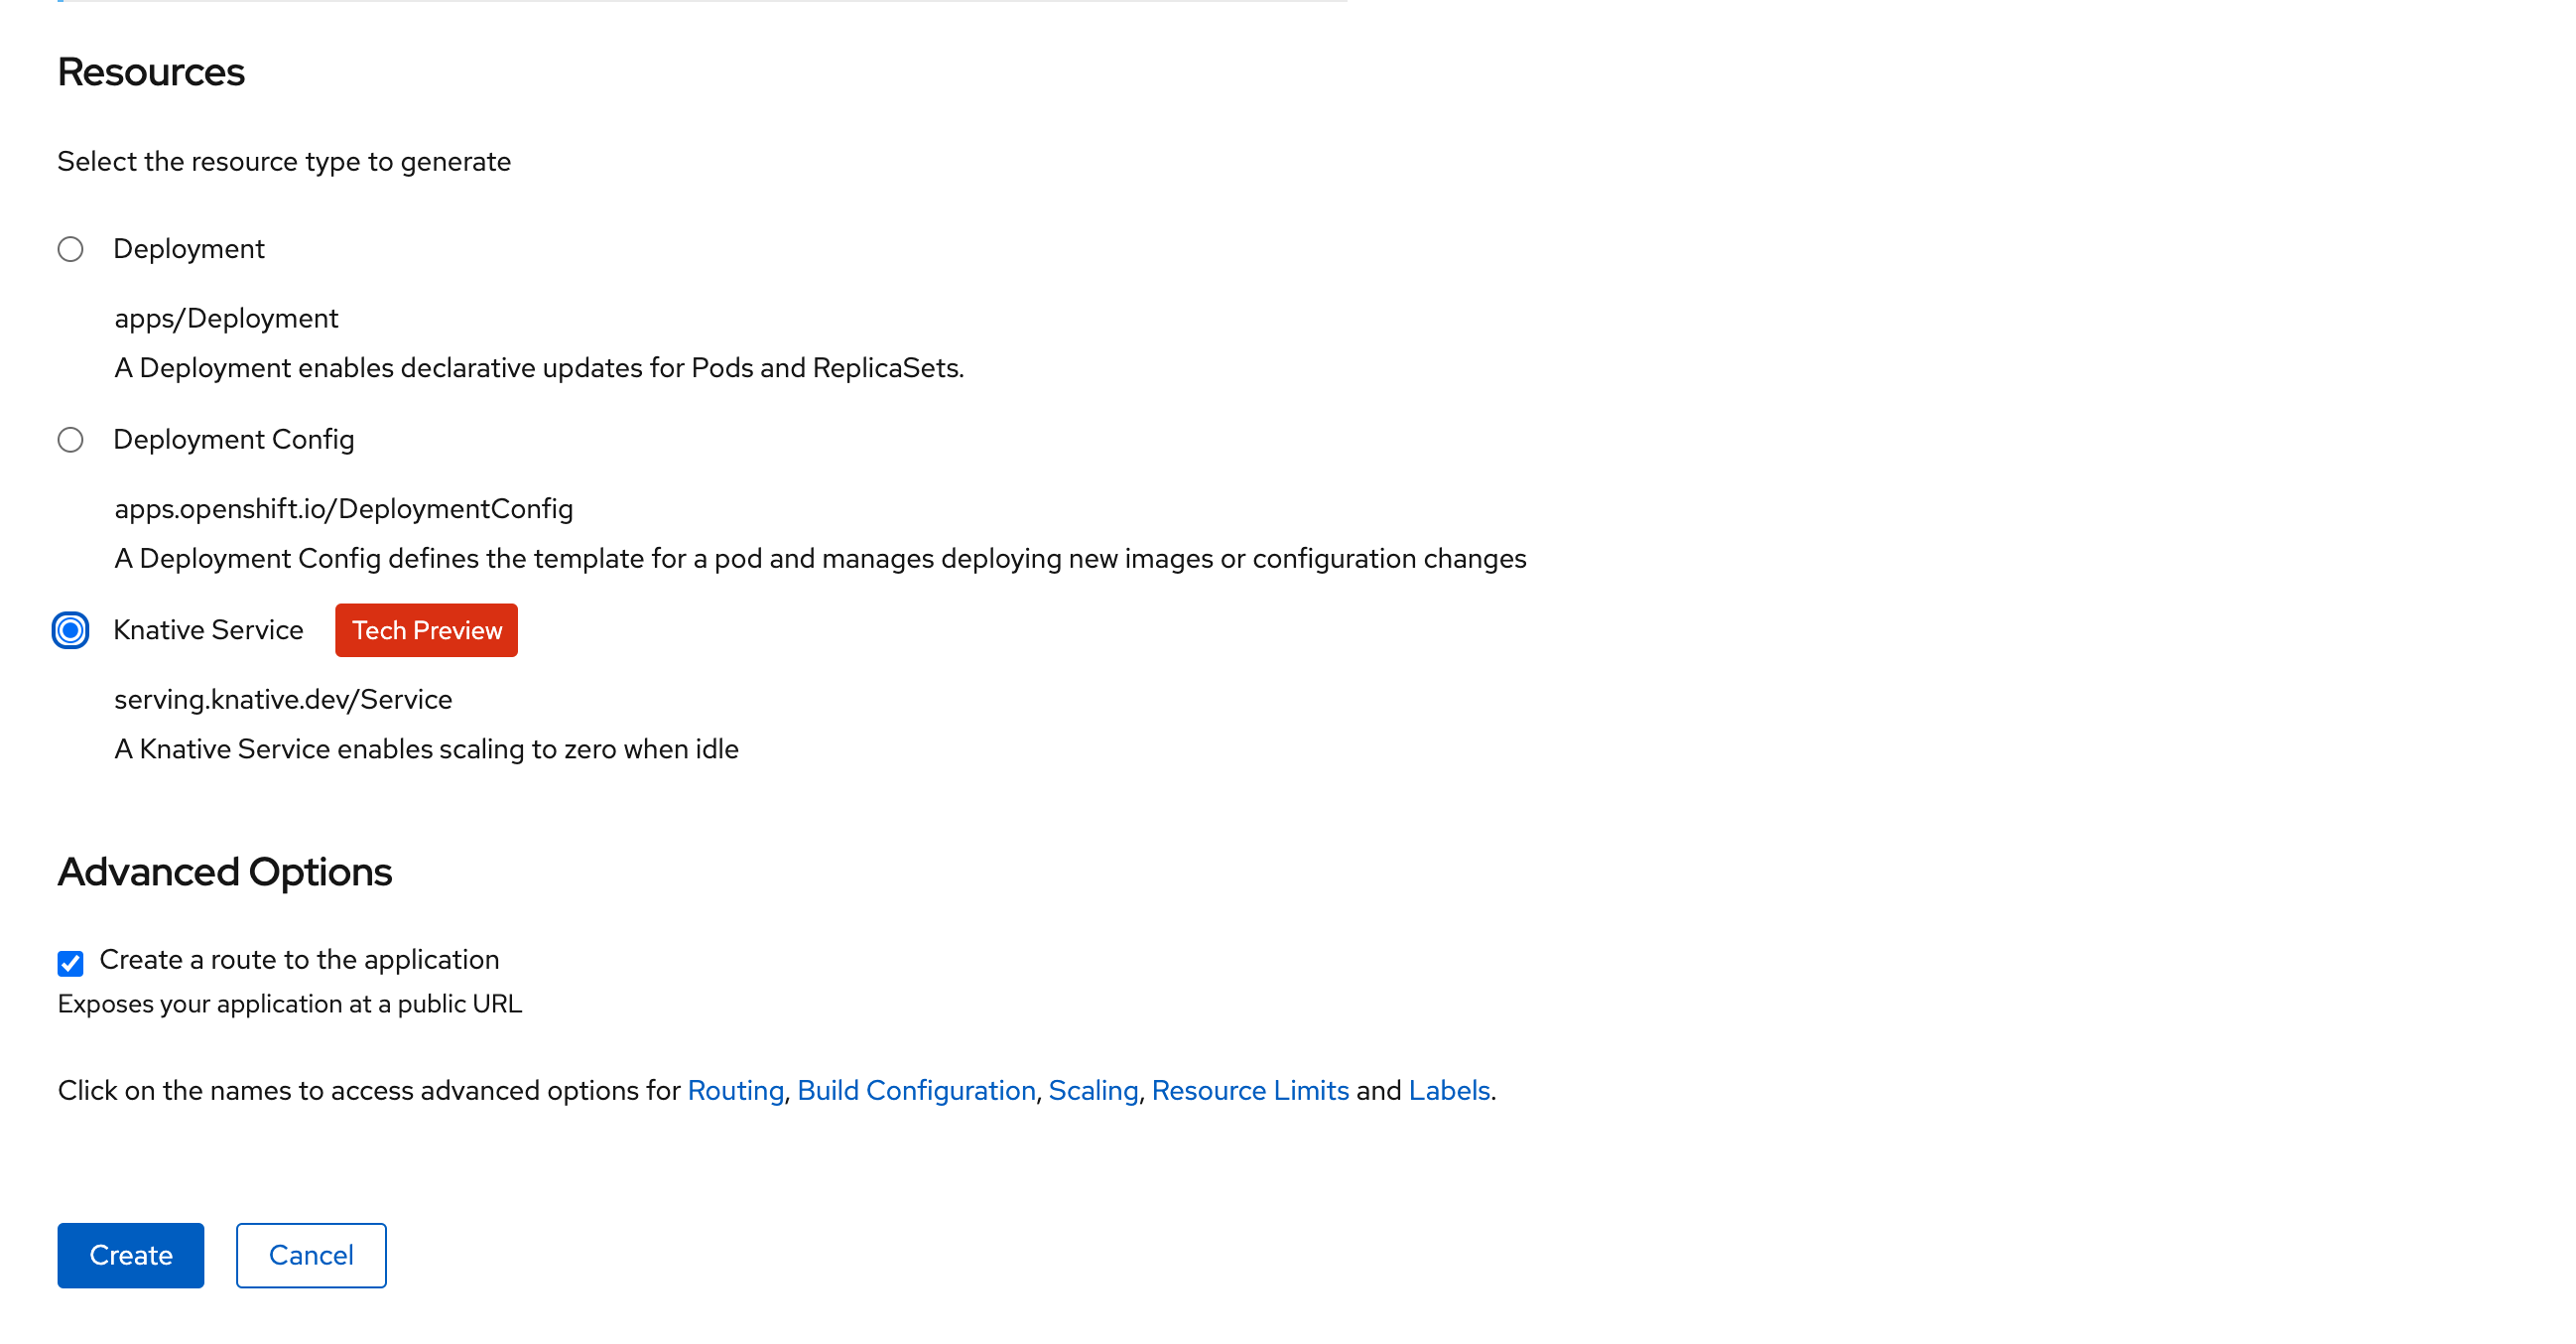 Resources
Select the resource type to generate
Deployment
apps/Deployment
A Deployment enables declarative updates for Pods and ReplicaSets.
Deployment Config
apps.openshift.io/DeploymentConfig
A Deployment Config defines the template for a pod and manages deploying new images or configuration changes
Knative Service Tech Preview
serving.knative.dev/Service
A Knative Service enables scaling to zero when idle
Advanced Options
Create a route to the application
Exposes your application at a public URL
Click on the names to access advanced options for Routing, Build Configuration, Scaling, Resource Limits and Labels.
Create Cancel